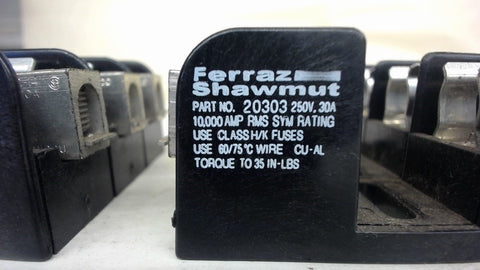 Ferraz
Shawmut
PART NO. 20303 250V. 30A
10,000 AMP RMS SYM RATING
USE CLASS H/K FUSES
USE 60/75°C WIRE CU-AL
TORQUE TO 35 IN-LBS